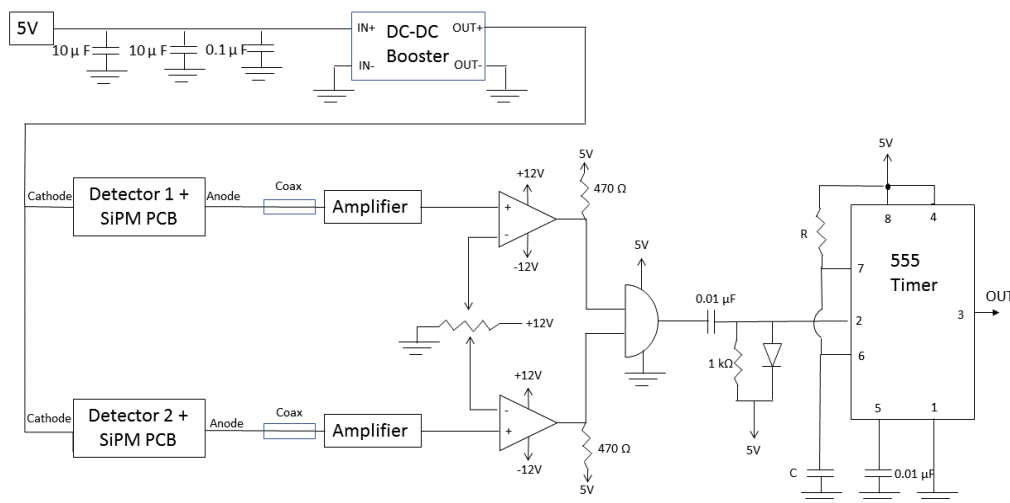 5V
10 μ F
10 μ F
0.1 μ F
IN+
DC-DC
Booster
OUT+
IN-
OUT-
Cathode
Detector 1 +
SiPM PCB
Anode
Coax
Amplifier
+
-
+12V
-12V
5V
470 Ω
+12V
Cathode
Detector 2 +
SiPM PCB
Anode
Coax
Amplifier
-
+
+12V
-12V
470 Ω
5V
5V
0.01 μF
1 kΩ
5V
5V
R
8
4
7
555
Timer
2
3
OUT
6
5
1
C
0.01 μF